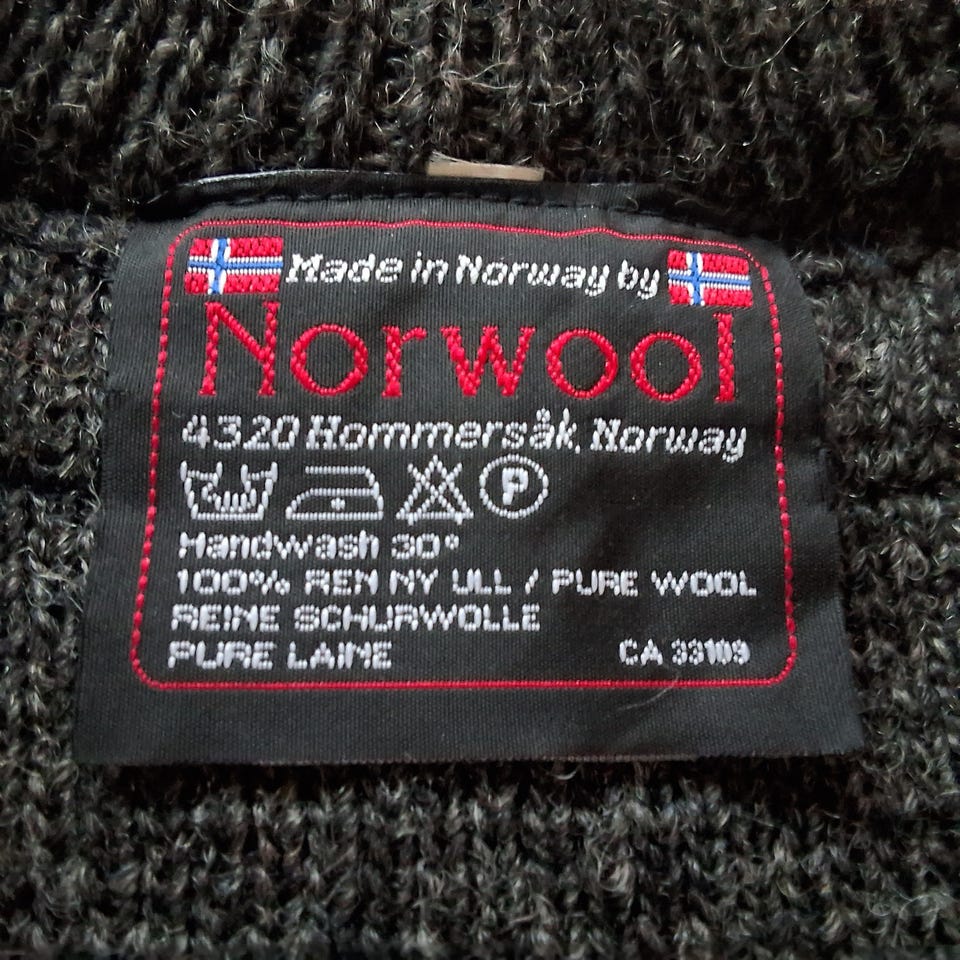 Made in Norway by
Norwool
4320 Hommersåk, Norway
P
Handwash 30°
100% REN NY ULL / PURE WOOL
REINE SCHURWOLLE
PURE LAINE CA 33109